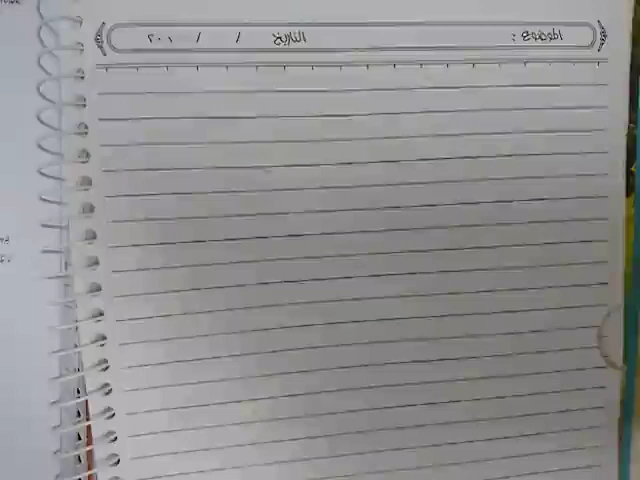 الموضوع : التاريخ / / ٢٠١